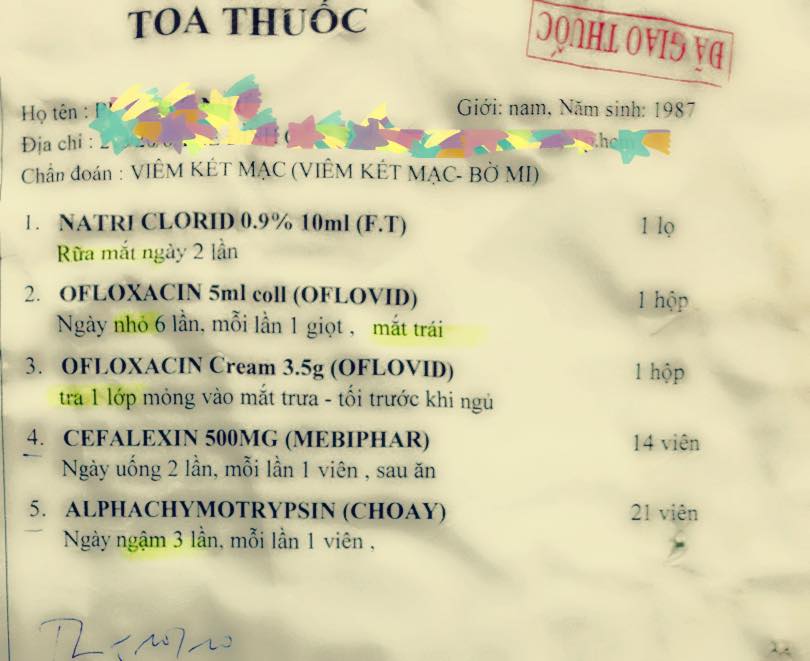 TOA THUỐC
ĐÃ GIAO THUỐC
Họ tên :
Giới: nam, Năm sinh: 1987
Địa chỉ :
Chẩn đoán : VIÊM KẾT MẠC (VIÊM KẾT MẠC- BỜ MI)
1. NATRI CLORID 0.9% 10ml (F.T) 1 lọ
Rữa mắt ngày 2 lần
2. OFLOXACIN 5ml coll (OFLOVID) 1 hộp
Ngày nhỏ 6 lần, mỗi lần 1 giọt , mắt trái
3. OFLOXACIN Cream 3.5g (OFLOVID) 1 hộp
tra 1 lớp mỏng vào mắt trưa - tối trước khi ngủ
4. CEFALEXIN 500MG (MEBIPHAR) 14 viên
Ngày uống 2 lần, mỗi lần 1 viên , sau ăn
5. ALPHACHYMOTRYPSIN (CHOAY) 21 viên
Ngày ngậm 3 lần, mỗi lần 1 viên ,